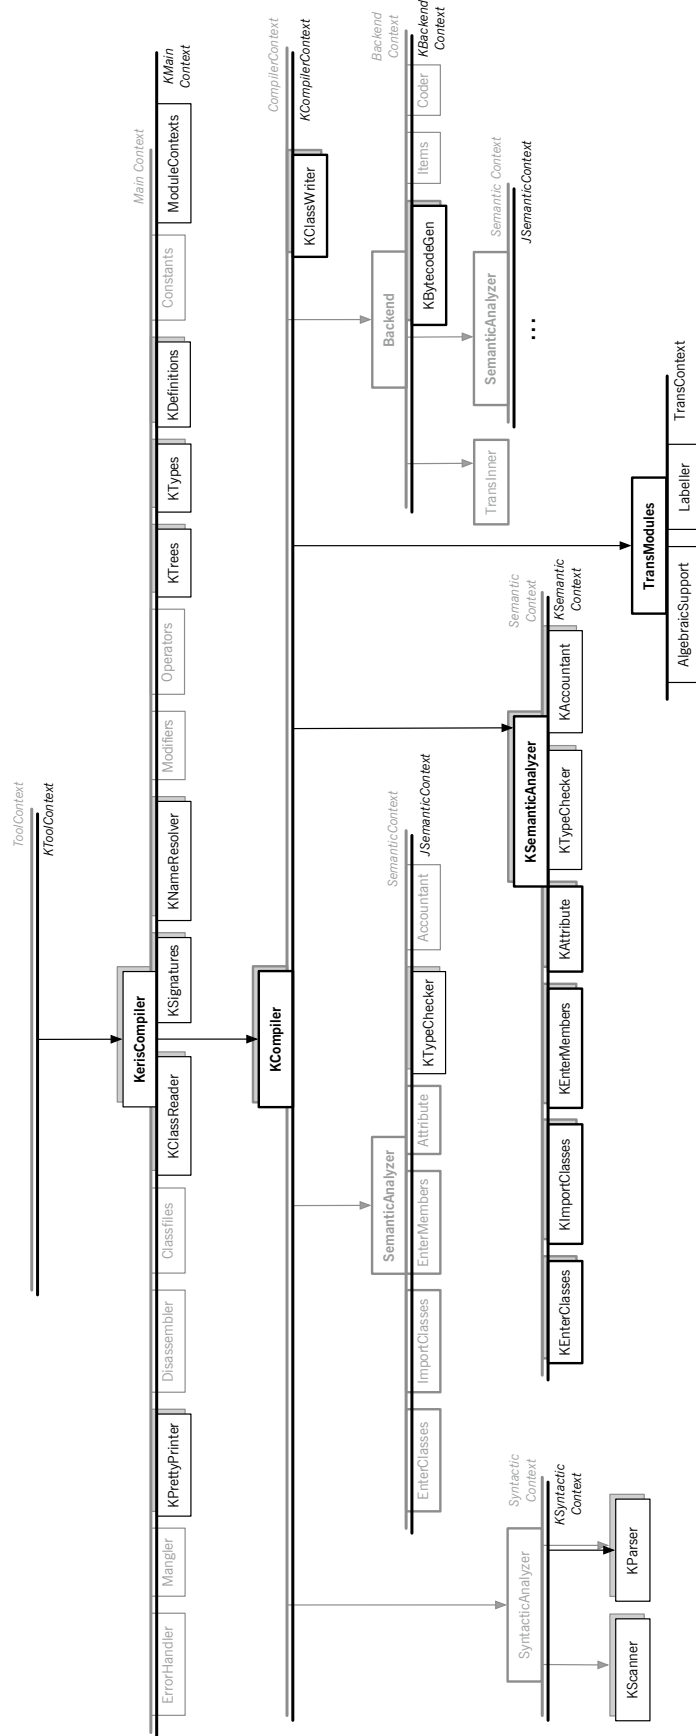 ToolContext
KToolContext
KerisCompiler
Main Context
KMain
Context
ErrorHandler
Mangler
KPrettyPrinter
Disassembler
Classfiles
KClassReader
KSignatures
KNameResolver
Modifiers
Operators
KTrees
KTypes
KDefinitions
Constants
ModuleContexts
KCompiler
CompilerContext
KCompilerContext
KClassWriter
SemanticAnalyzer
SemanticContext
JSemanticContext
EnterClasses
ImportClasses
EnterMembers
Attribute
KTypeChecker
Accountant
Backend
Backend
Context
KBackend
Context
KBytecodeGen
Items
Coder
TransInner
SemanticAnalyzer
Semantic Context
JSemanticContext
...
SyntacticAnalyzer
Syntactic
Context
KSyntactic
Context
KScanner
KParser
KSemanticAnalyzer
Semantic
Context
KSemantic
Context
KEnterClasses
KImportClasses
KEnterMembers
KAttribute
KTypeChecker
KAccountant
TransModules
TransContext
AlgebraicSupport
Labeller